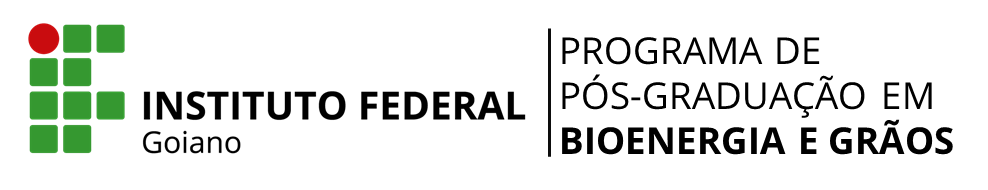 INSTITUTO FEDERAL
Goiano
PROGRAMA DE
PÓS-GRADUAÇÃO EM
BIOENERGIA E GRÃOS